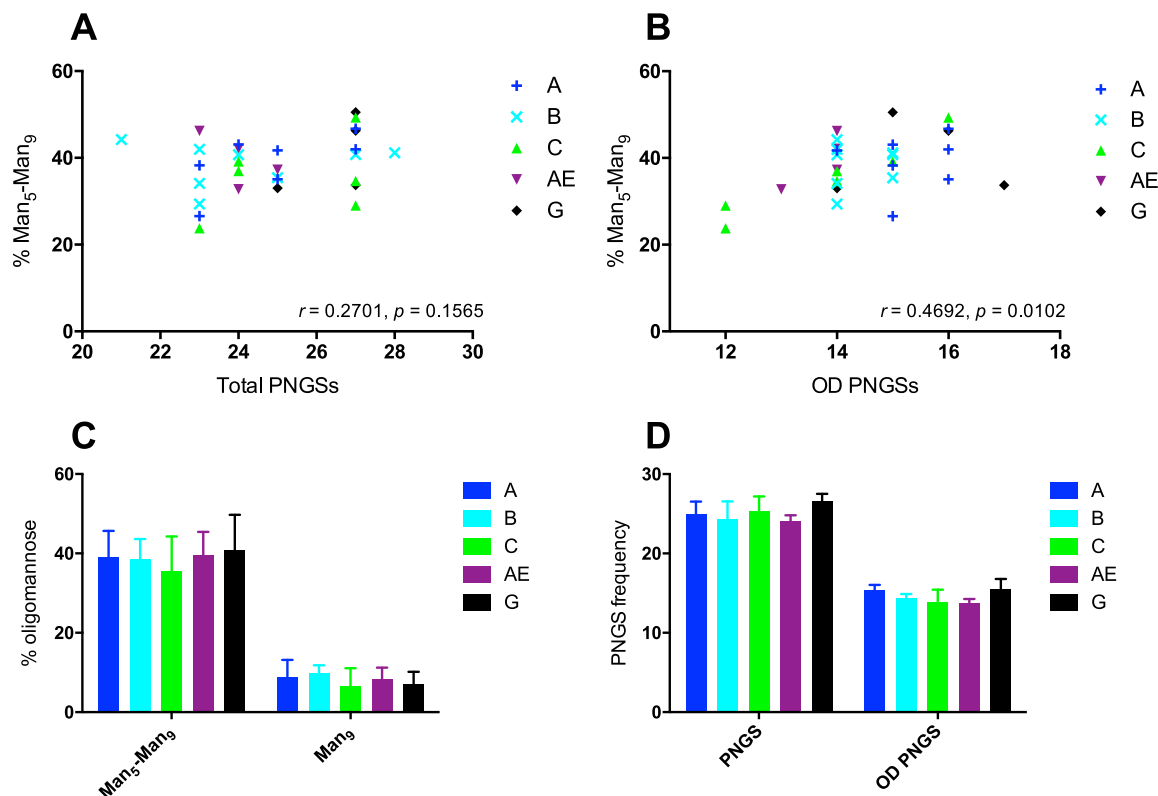 A
60
40
20
0
% Man₅-Man₉
20 22 24 26 28 30
Total PNGSs
r = 0.2701, p = 0.1565
A
B
C
AE
G
B
60
40
20
0
% Man₅-Man₉
12 14 16 18
OD PNGSs
r = 0.4692, p = 0.0102
A
B
C
AE
G
C
60
40
20
0
% oligomannose
Man₅-Man₉
Man₉
A
B
C
AE
G
D
30
20
10
0
PNGS frequency
PNGS
OD PNGS
A
B
C
AE
G